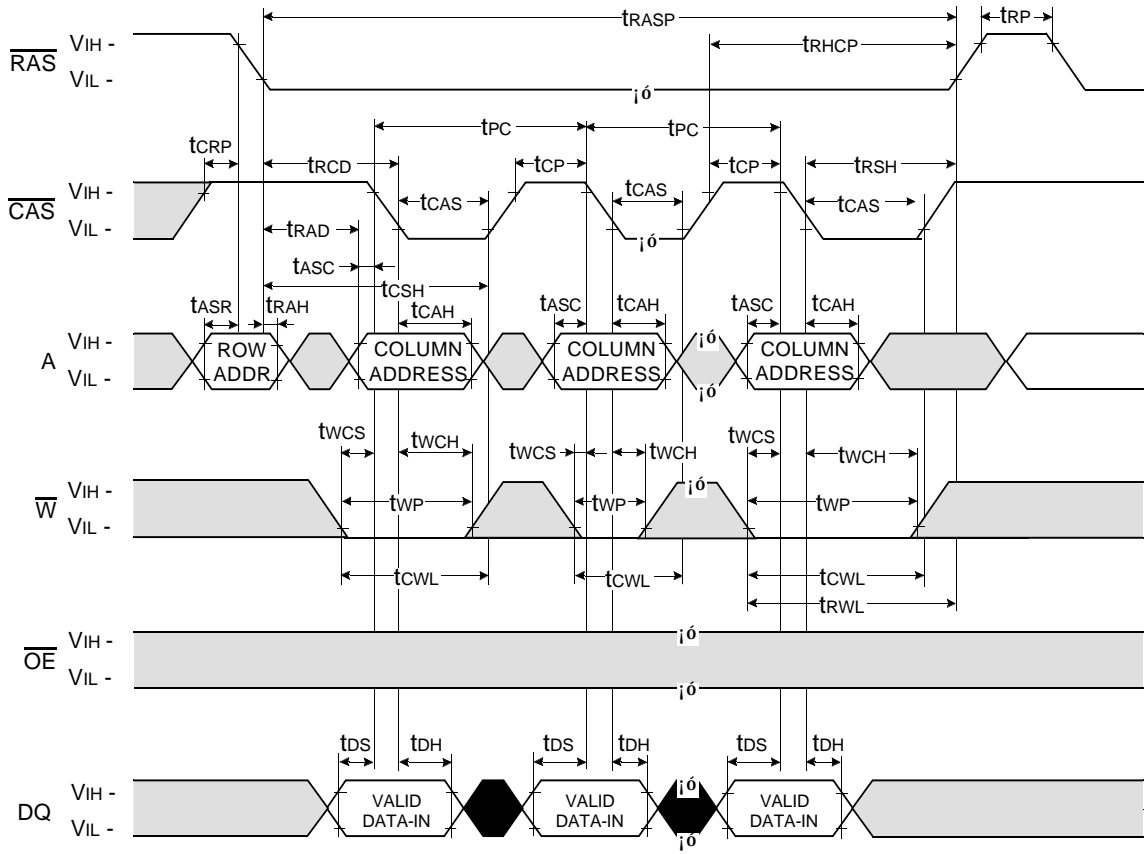 tRASP tRP
tRHCP
RAS VIH -
VIL -
¡ó
tPC tPC
tCRP tRCD tCP tCP tRSH
CAS VIH -
VIL -
tCAS tCAS tCAS
¡ó
tRAD
tASC tCSH
tASR tRAH tCAH tASC tCAH tASC tCAH
A VIH -
VIL -
ROW ADDR
COLUMN ADDRESS
COLUMN ADDRESS
¡ó
¡ó
COLUMN ADDRESS
tWCS tWCH tWCS tWCH tWCS tWCH
W VIH -
VIL -
¡ó
tWP tWP tWP
tCWL tCWL tCWL
tRWL
OE VIH -
VIL -
¡ó
¡ó
tDS tDH tDS tDH tDS tDH
DQ VIH -
VIL -
VALID DATA-IN
VALID DATA-IN
¡ó
¡ó
VALID DATA-IN